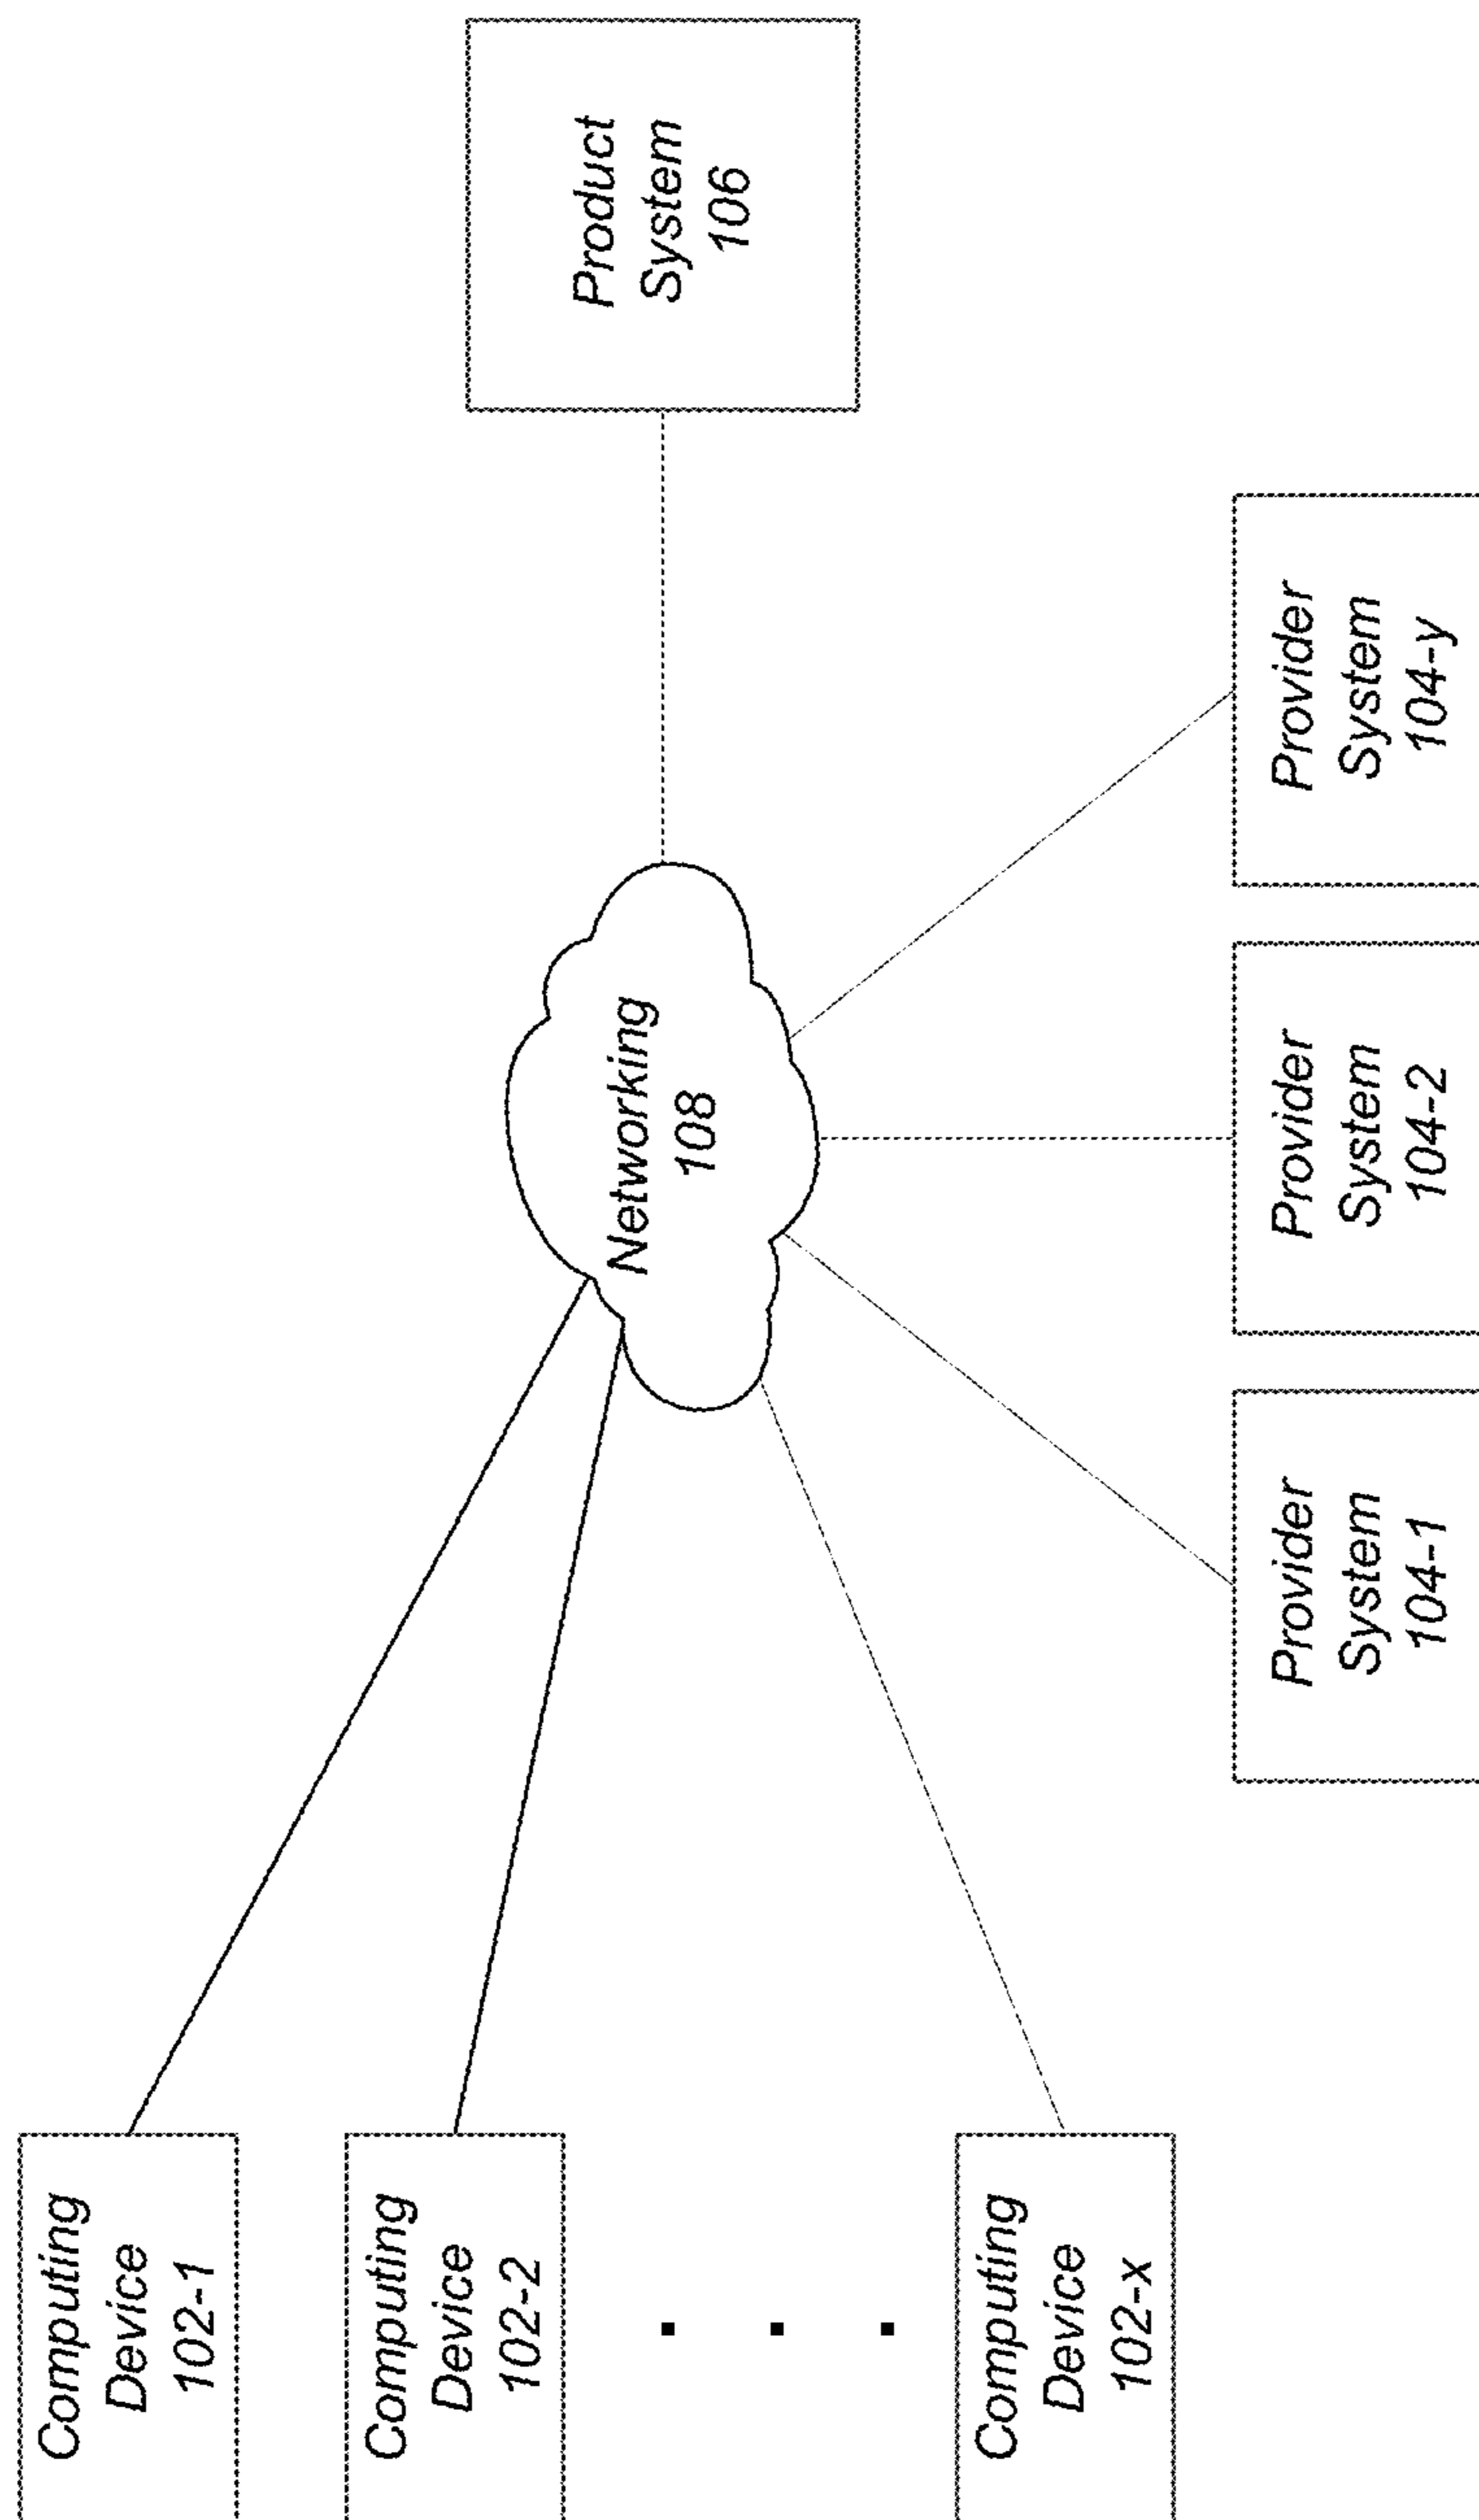 Computing
Device
102-1
Computing
Device
102-2
Computing
Device
102-x
Networking
108
Product
System
106
Provider
System
104-1
Provider
System
104-2
Provider
System
104-y